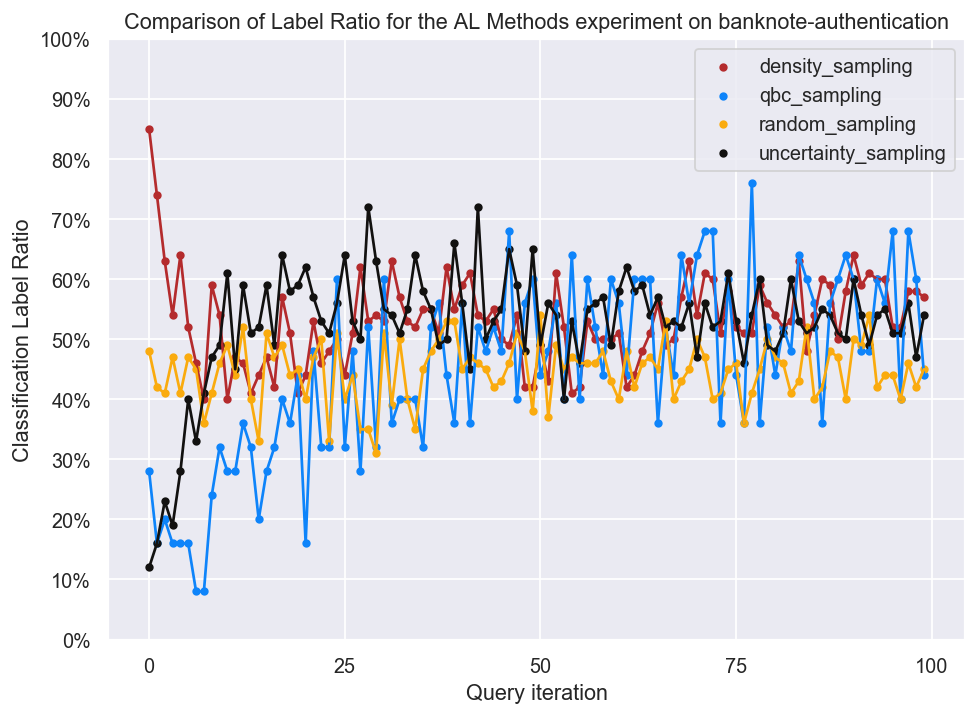 Comparison of Label Ratio for the AL Methods experiment on banknote-authentication
100%
90%
80%
70%
60%
50%
40%
30%
20%
10%
0%
Classification Label Ratio
density_sampling
qbc_sampling
random_sampling
uncertainty_sampling
0
25
50
75
100
Query iteration